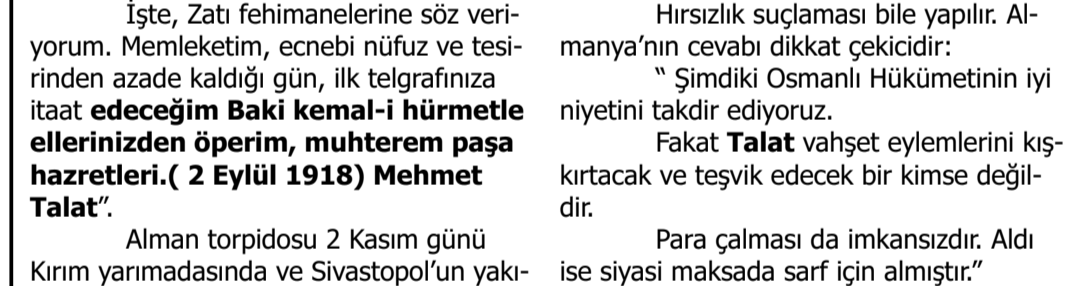 İşte, Zatı fehimanelerine söz veri-
yorum. Memleketim, ecnebi nüfuz ve tesi-
rinden azade kaldığı gün, ilk telgrafınıza
itaat edeceğim Baki kemal-i hürmetle
ellerinizden öperim, muhterem paşa
hazretleri.( 2 Eylül 1918) Mehmet
Talat”.
Alman torpidosu 2 Kasım günü
Kırım yarımadasında ve Sivastopol’un yakı-
Hırsızlık suçlaması bile yapılır. Al-
manya’nın cevabı dikkat çekicidir:
“ Şimdiki Osmanlı Hükümetinin iyi
niyetini takdir ediyoruz.
Fakat Talat vahşet eylemlerini kış-
kırtacak ve teşvik edecek bir kimse değil-
dir.
Para çalması da imkansızdır. Aldı
ise siyasi maksada sarf için almıştır.”